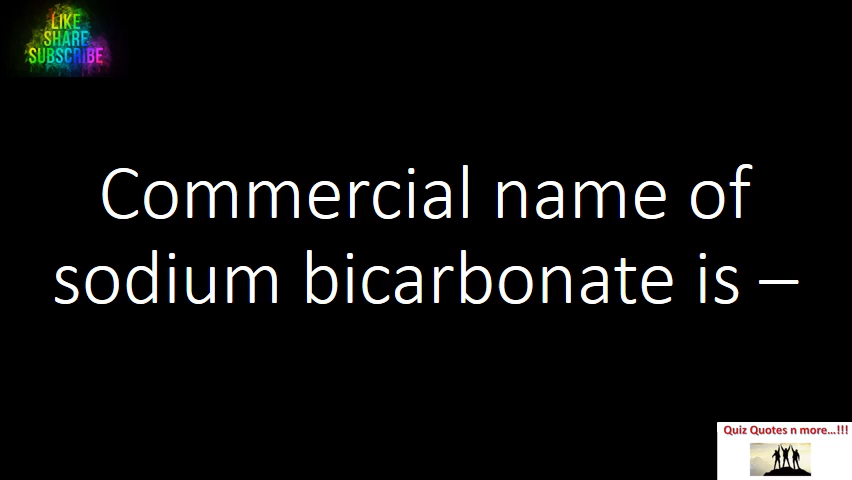 LIKE
SHARE
SUBSCRIBE
Commercial name of
sodium bicarbonate is –
Quiz Quotes n more...!!!